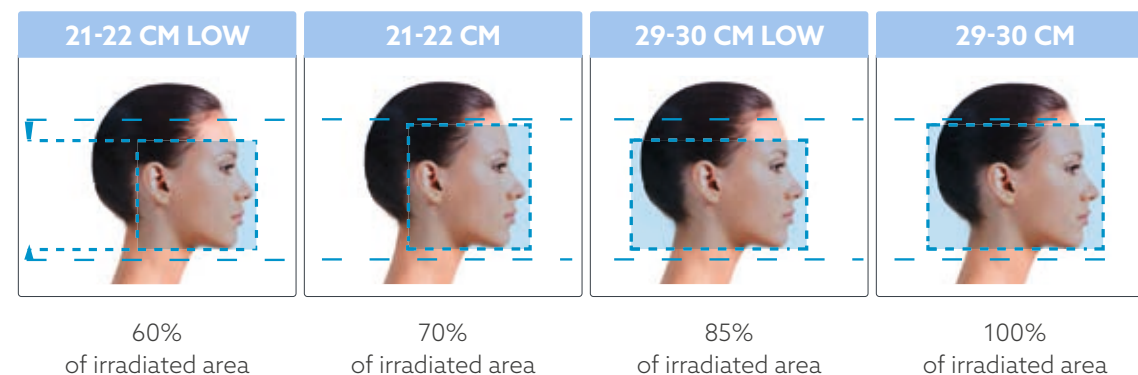 21-22 CM LOW
21-22 CM
29-30 CM LOW
29-30 CM
60%
of irradiated area
70%
of irradiated area
85%
of irradiated area
100%
of irradiated area